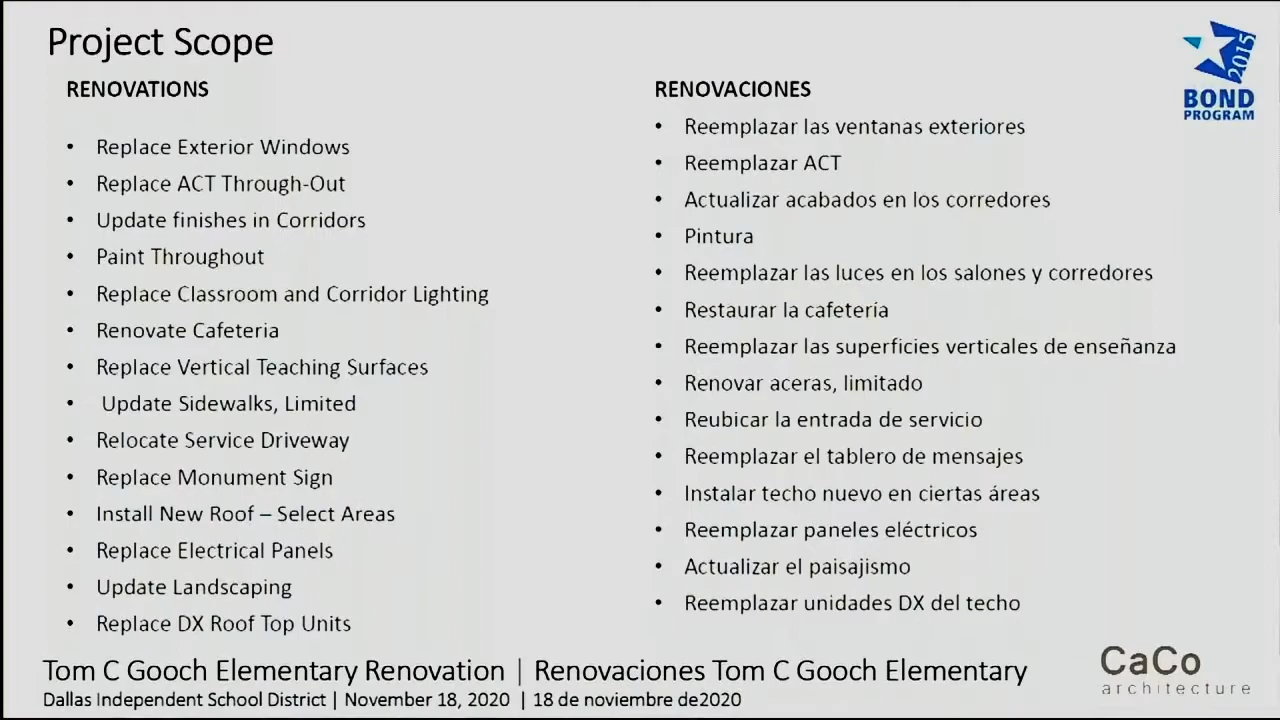 Project Scope
RENOVATIONS
• Replace Exterior Windows
• Replace ACT Through-Out
• Update finishes in Corridors
• Paint Throughout
• Replace Classroom and Corridor Lighting
• Renovate Cafeteria
• Replace Vertical Teaching Surfaces
• Update Sidewalks, Limited
• Relocate Service Driveway
• Replace Monument Sign
• Install New Roof – Select Areas
• Replace Electrical Panels
• Update Landscaping
• Replace DX Roof Top Units
RENOVACIONES
• Reemplazar las ventanas exteriores
• Reemplazar ACT
• Actualizar acabados en los corredores
• Pintura
• Reemplazar las luces en los salones y corredores
• Restaurar la cafetería
• Reemplazar las superficies verticales de enseñanza
• Renovar aceras, limitado
• Reubicar la entrada de servicio
• Reemplazar el tablero de mensajes
• Instalar techo nuevo en ciertas áreas
• Reemplazar paneles eléctricos
• Actualizar el paisajismo
• Reemplazar unidades DX del techo
2015
BOND
PROGRAM
Tom C Gooch Elementary Renovation | Renovaciones Tom C Gooch Elementary
Dallas Independent School District | November 18, 2020 | 18 de noviembre de2020
CaCo
architecture